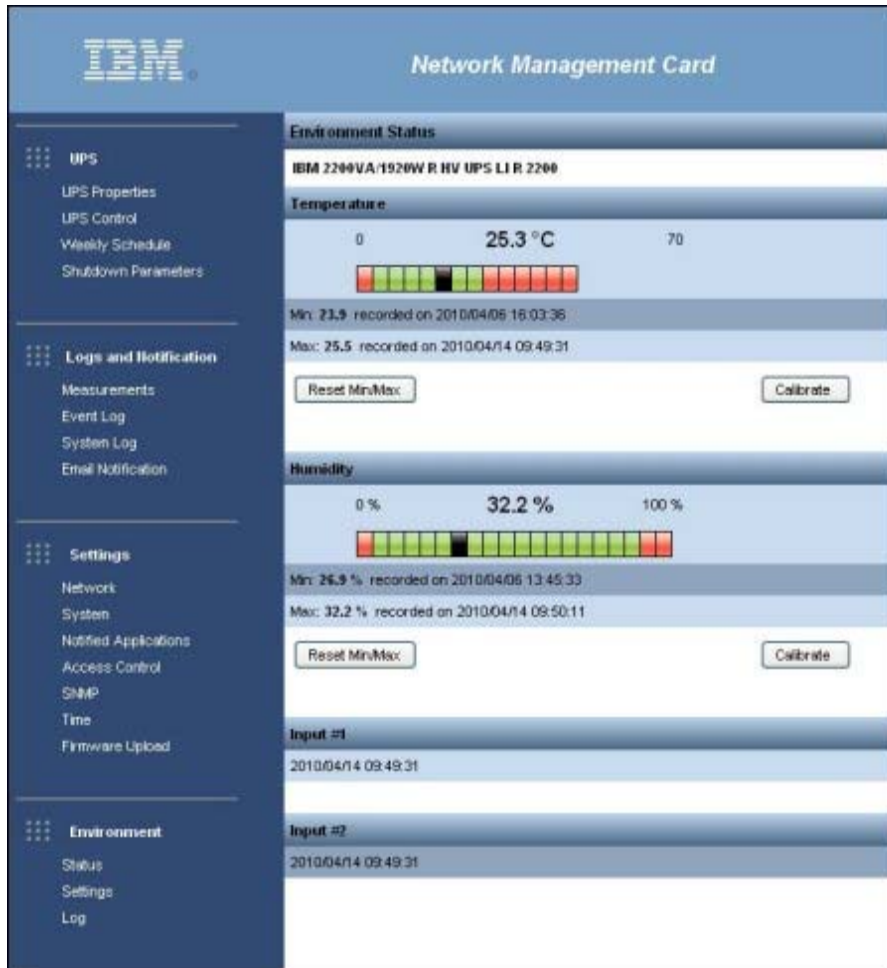 IBM
Network Management Card
UPS
UPS Properties
UPS Control
Weekly Schedule
Shutdown Parameters
Logs and Notification
Measurements
Event Log
System Log
Email Notification
Settings
Network
System
Notified Applications
Access Control
SNMP
Time
Firmware Upload
Environment
Status
Settings
Log
Environment Status
IBM 2200VA/1920W R HV UPS LI R 2200
Temperature
0 25.3 °C 70
Min: 23.9 recorded on 2010/04/06 16:03:36
Max: 25.5 recorded on 2010/04/14 09:49:31
Reset Min/Max Calibrate
Humidity
0 % 32.2 % 100 %
Min: 26.9 % recorded on 2010/04/06 13:45:33
Max: 32.2 % recorded on 2010/04/14 09:50:11
Reset Min/Max Calibrate
Input #1
2010/04/14 09:49:31
Input #2
2010/04/14 09:49:31